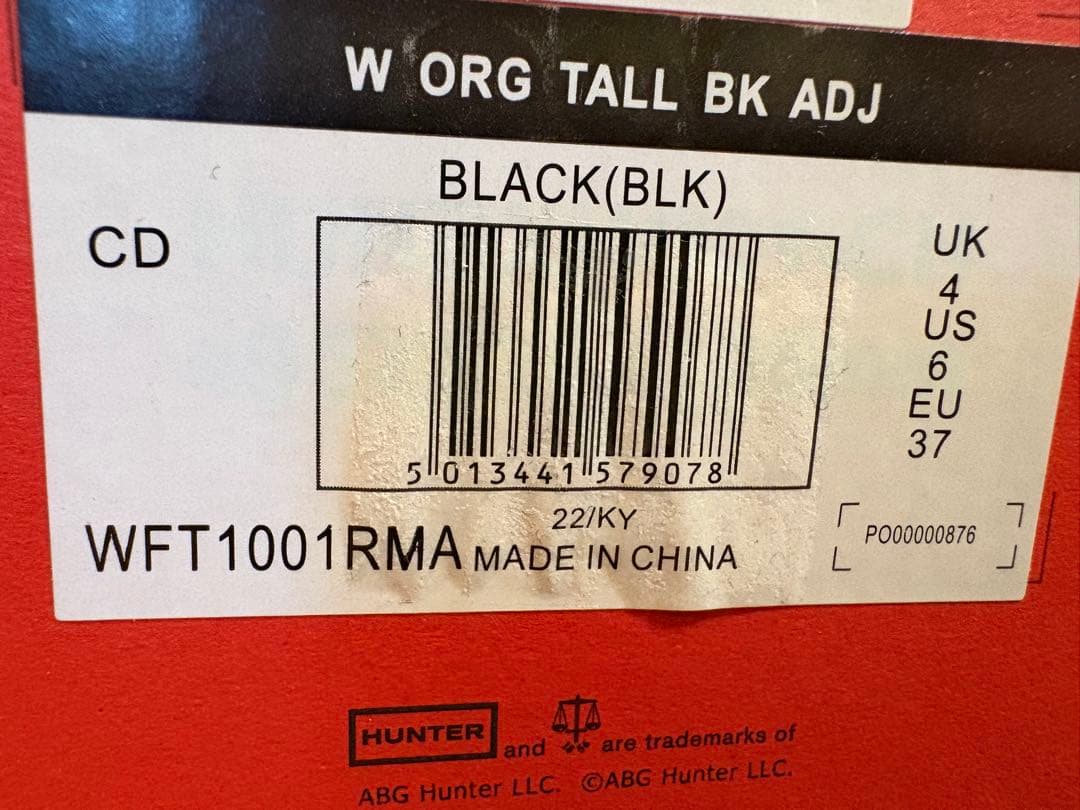 W ORG TALL BK ADJ
BLACK(BLK)
CD
UK
4
US
6
EU
37
5 013441 579078
22/KY
WFT1001RMA MADE IN CHINA
PO00000876
HUNTER and are trademarks of
ABG Hunter LLC. ©ABG Hunter LLC.